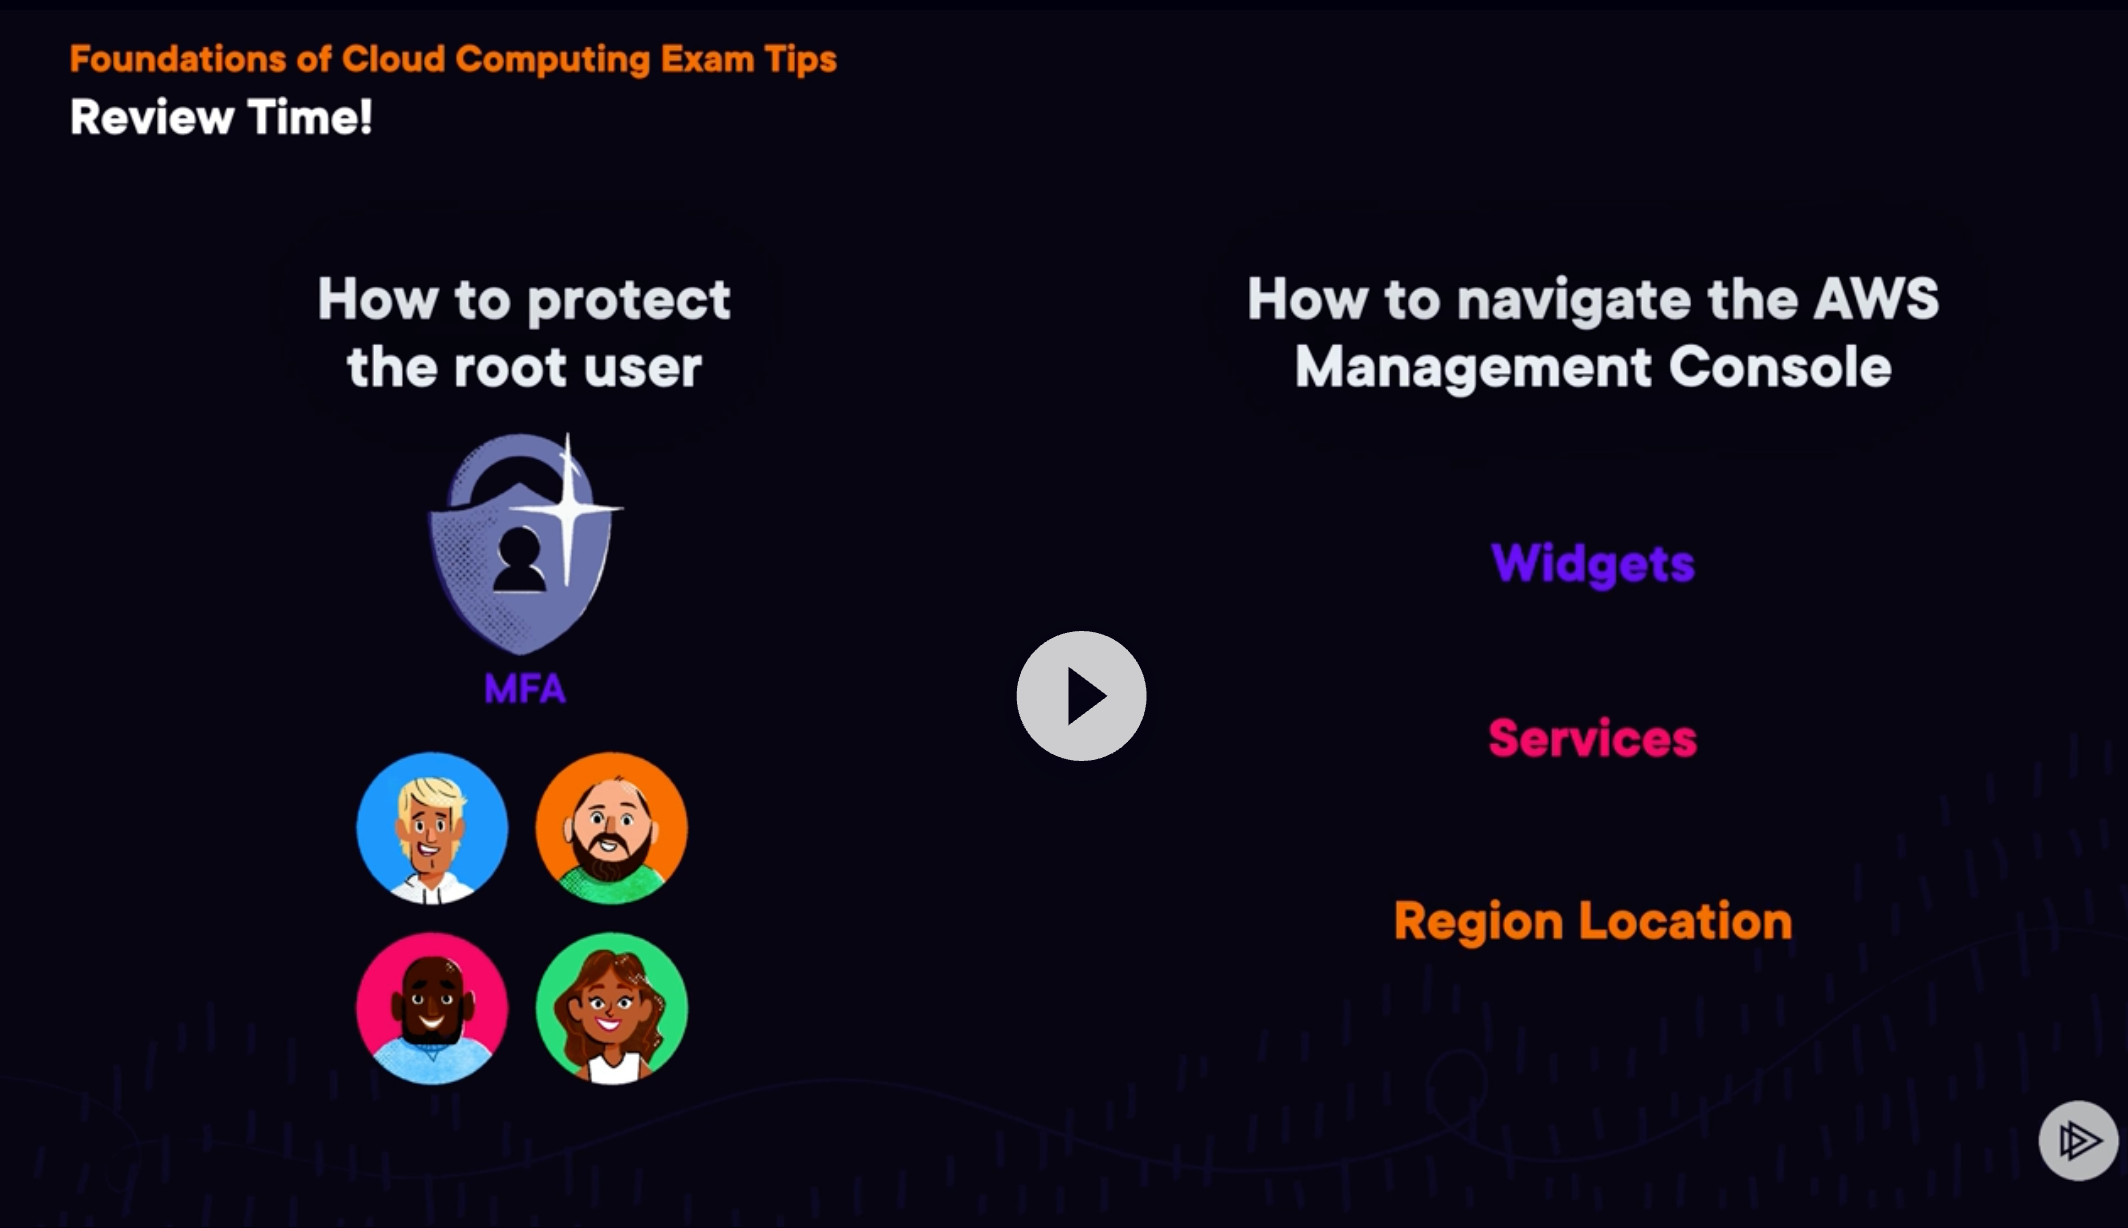 Foundations of Cloud Computing Exam Tips
Review Time!
How to protect
the root user
MFA
How to navigate the AWS
Management Console
Widgets
Services
Region Location